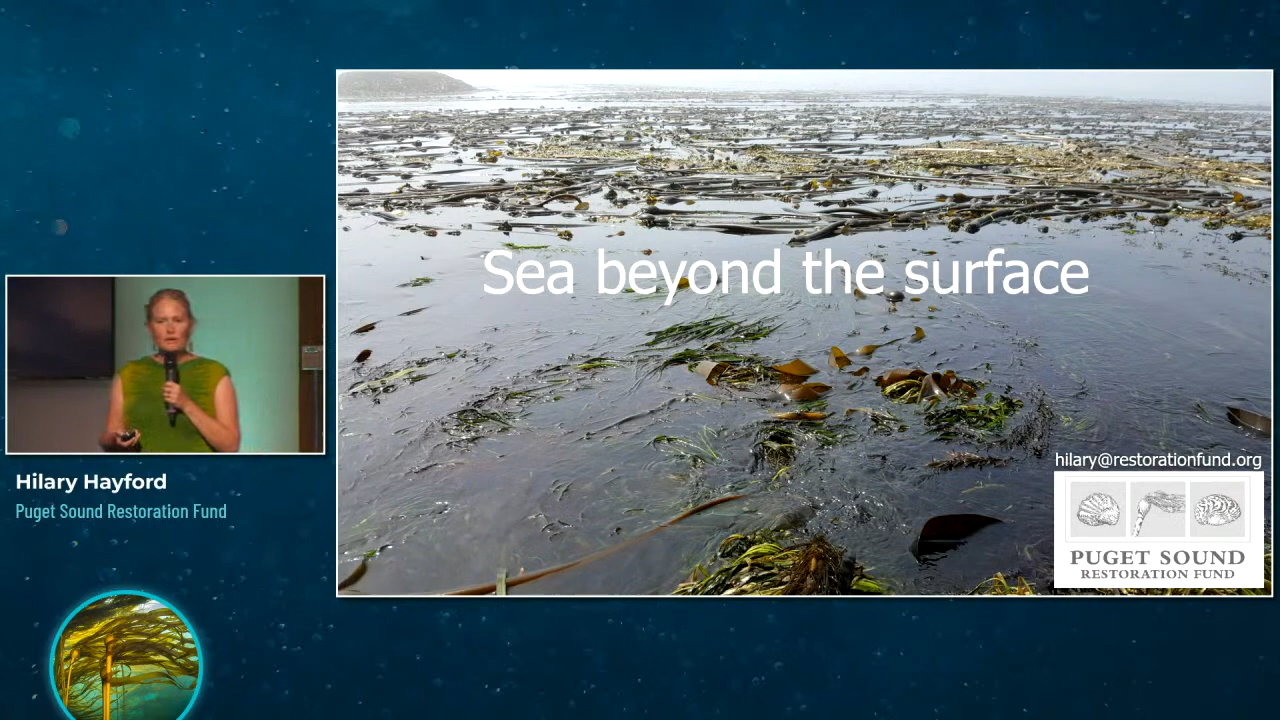 Sea beyond the surface
hilary@restorationfund.org
PUGET SOUND
RESTORATION FUND
Hilary Hayford
Puget Sound Restoration Fund